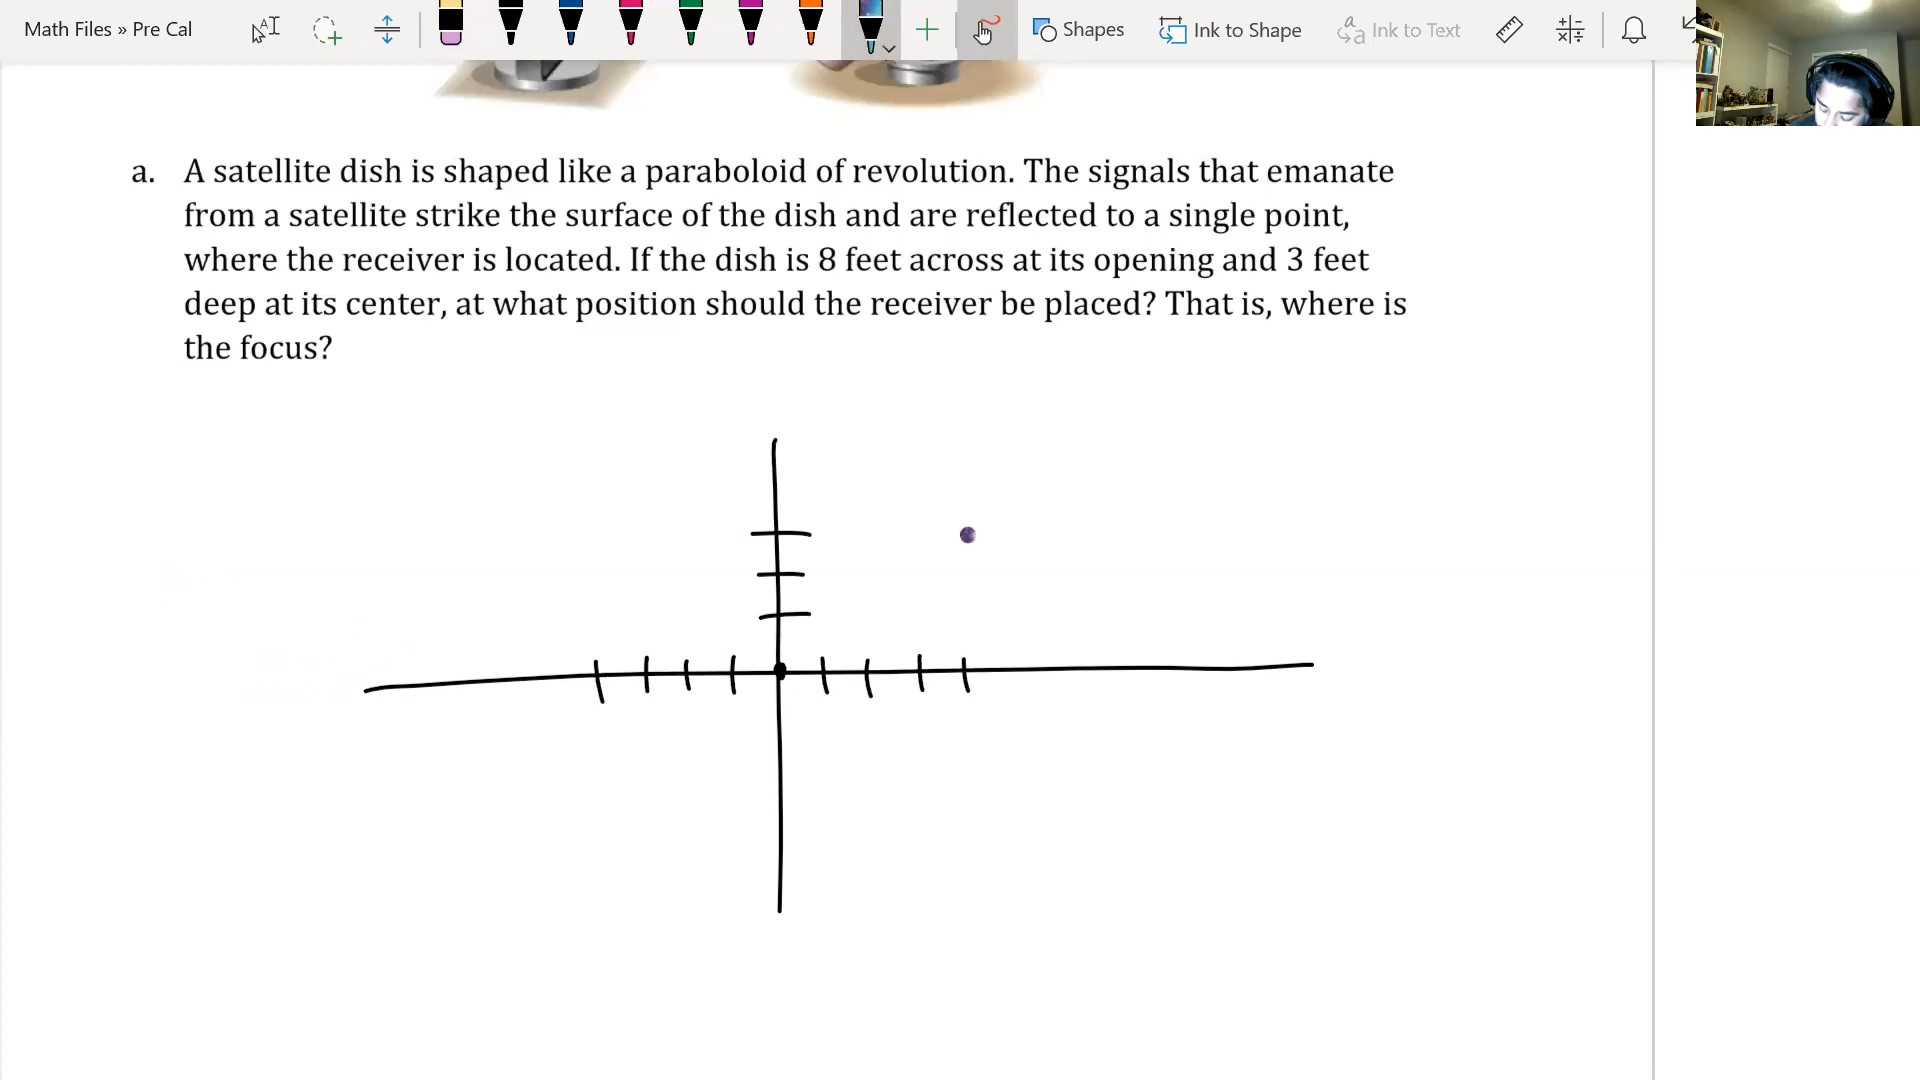 Math Files » Pre Cal
Shapes
Ink to Shape
Ink to Text
a. A satellite dish is shaped like a paraboloid of revolution. The signals that emanate
from a satellite strike the surface of the dish and are reflected to a single point,
where the receiver is located. If the dish is 8 feet across at its opening and 3 feet
deep at its center, at what position should the receiver be placed? That is, where is
the focus?